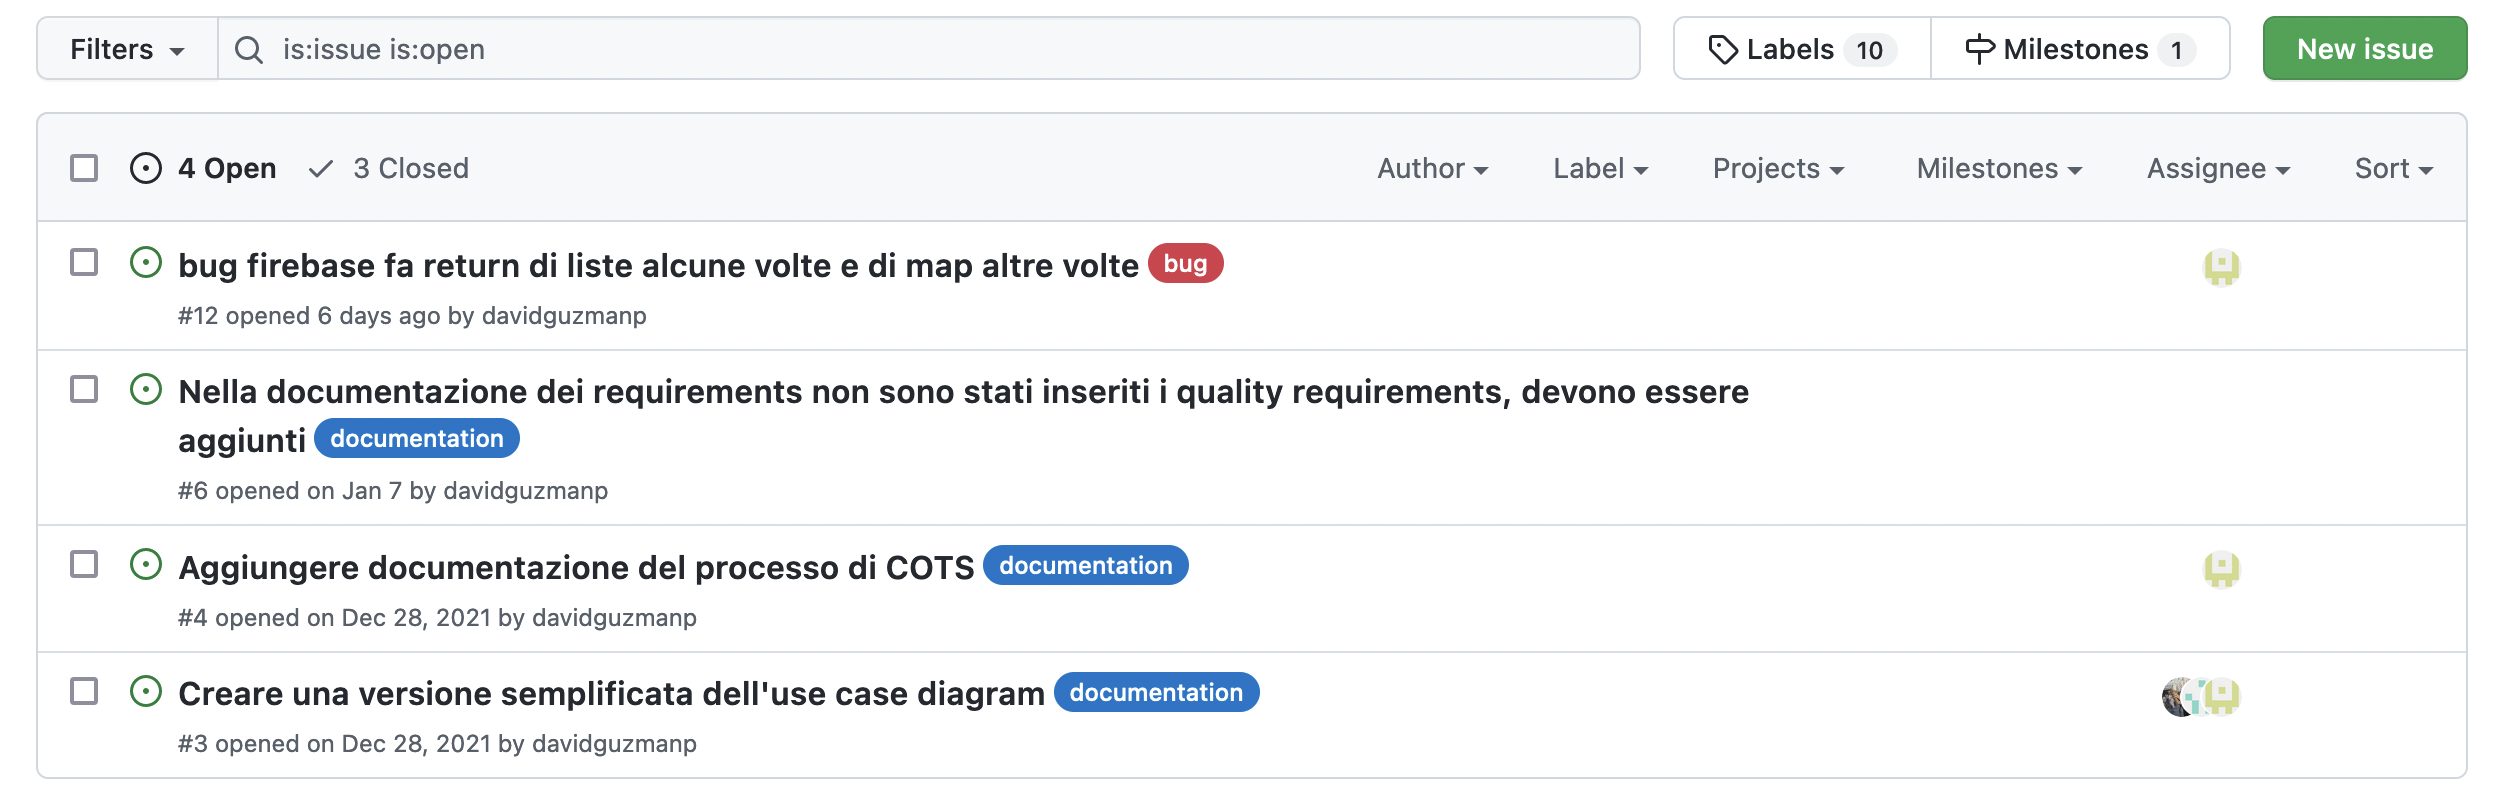 Filters is:issue is:open Labels 10 Milestones 1 New issue
4 Open 3 Closed Author Label Projects Milestones Assignee Sort
bug firebase fa return di liste alcune volte e di map altre volte bug
#12 opened 6 days ago by davidguzmanp
Nella documentazione dei requirements non sono stati inseriti i quality requirements, devono essere
aggiunti documentation
#6 opened on Jan 7 by davidguzmanp
Aggiungere documentazione del processo di COTS documentation
#4 opened on Dec 28, 2021 by davidguzmanp
Creare una versione semplificata dell'use case diagram documentation
#3 opened on Dec 28, 2021 by davidguzmanp